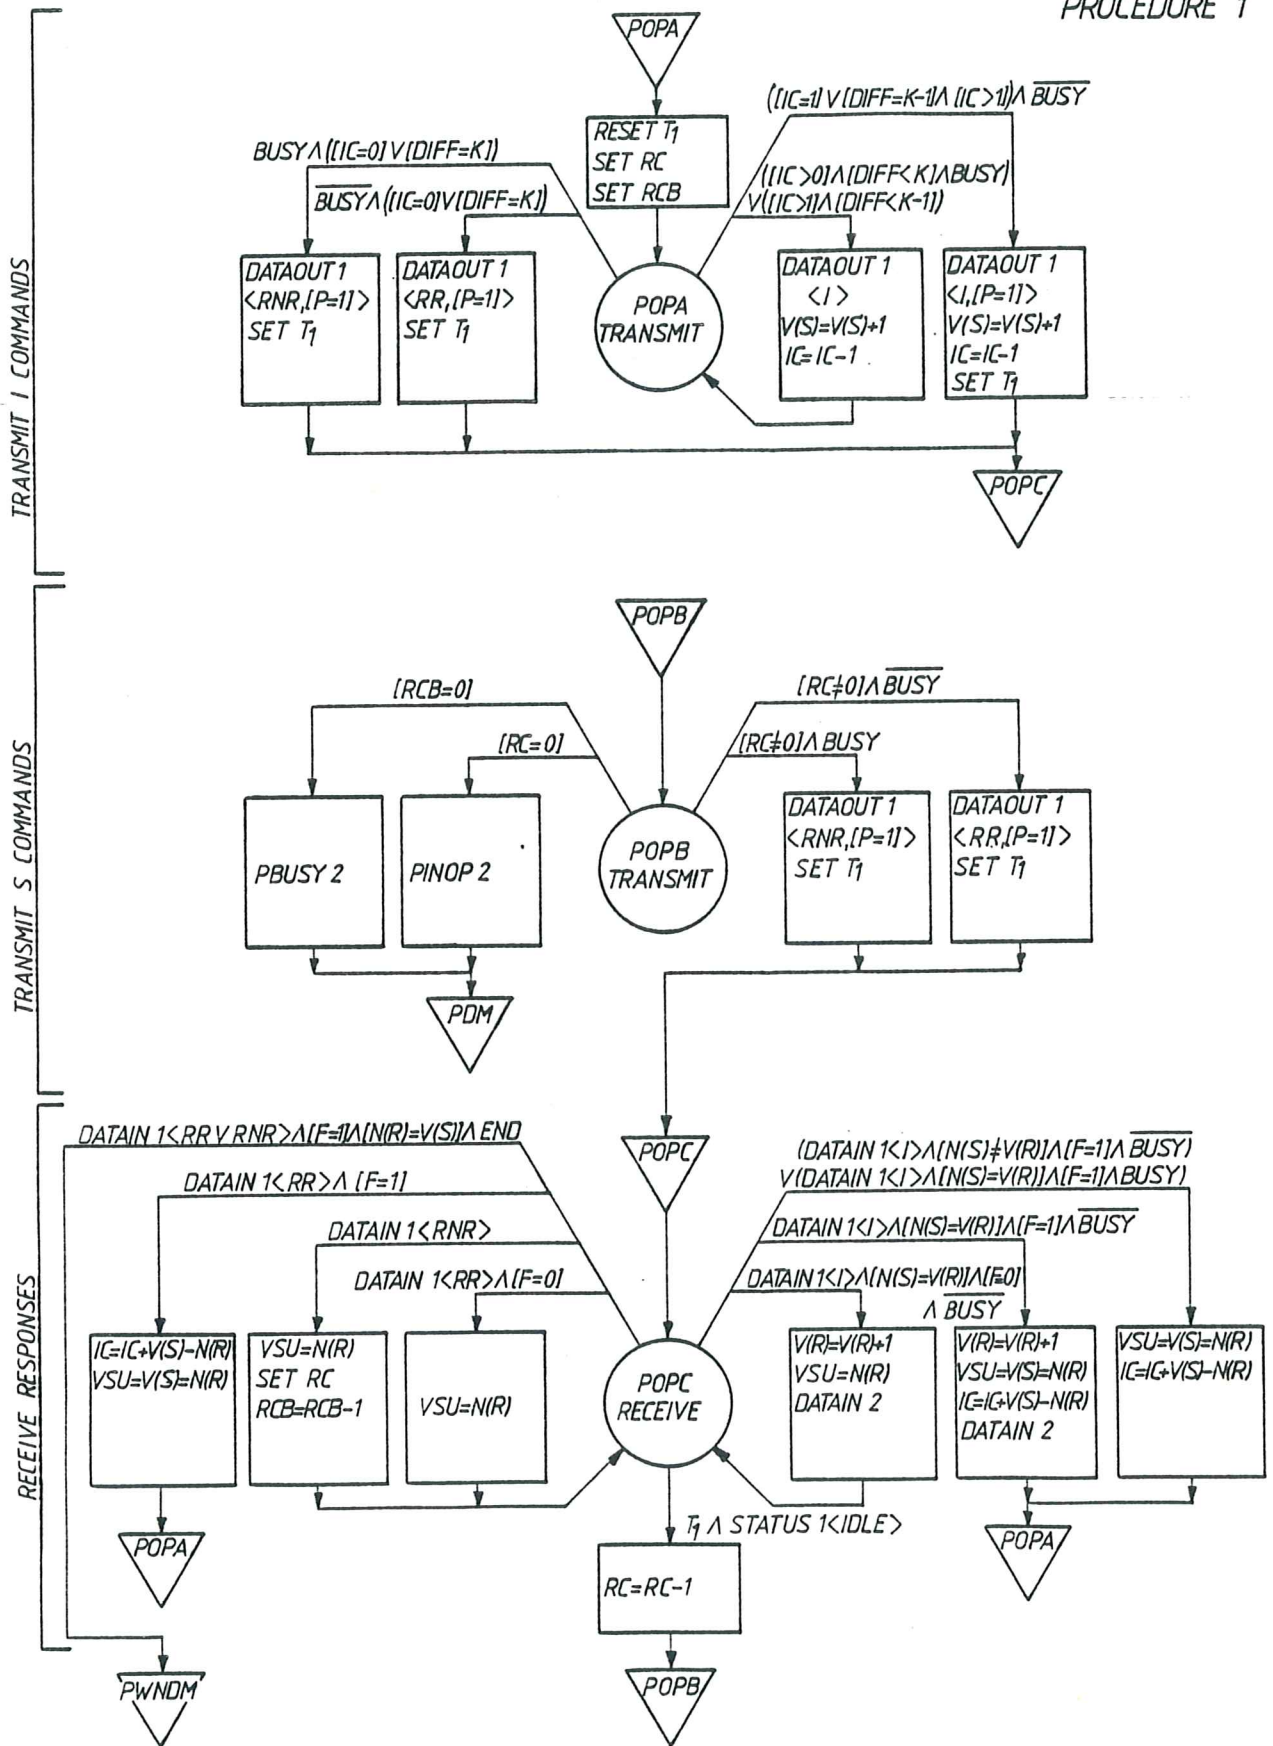 PROCEDURE 1
TRANSMIT I COMMANDS
POPA
RESET T1
SET RC
SET RCB
BUSY∧([IC=0]∨[DIFF=K])
B̅U̅S̅Y̅∧([IC=0]∨[DIFF=K])
([IC=1]∨[DIFF=K-1]∧[IC>1])∧B̅U̅S̅Y̅
([IC>0]∧[DIFF<K]∧BUSY)
∨([IC>1]∧[DIFF<K-1])
DATAOUT 1
<RNR,[P=1]>
SET T1
DATAOUT 1
<RR,[P=1]>
SET T1
POPA
TRANSMIT
DATAOUT 1
<I>
V(S)=V(S)+1
IC=IC-1
DATAOUT 1
<I,[P=1]>
V(S)=V(S)+1
IC=IC-1
SET T1
POPC
TRANSMIT S COMMANDS
POPB
[RCB=0]
[RC=0]
[RC≠0]∧B̅U̅S̅Y̅
[RC≠0]∧BUSY
PBUSY 2
PINOP 2
POPB
TRANSMIT
DATAOUT 1
<RNR,[P=1]>
SET T1
DATAOUT 1
<RR,[P=1]>
SET T1
PDM
RECEIVE RESPONSES
POPC
DATAIN 1<RR∨RNR>∧[F=1]∧[N(R)=V(S)]∧END
DATAIN 1<RR>∧[F=1]
DATAIN 1<RNR>
DATAIN 1<RR>∧[F=0]
(DATAIN 1<I>∧[N(S)≠V(R)]∧[F=1]∧B̅U̅S̅Y̅)
∨(DATAIN 1<I>∧[N(S)=V(R)]∧[F=1]∧BUSY)
DATAIN 1<I>∧[N(S)=V(R)]∧[F=1]∧B̅U̅S̅Y̅
DATAIN 1<I>∧[N(S)=V(R)]∧[F=0]
∧B̅U̅S̅Y̅
IC=IC+V(S)-N(R)
VSU=V(S)=N(R)
VSU=N(R)
SET RC
RCB=RCB-1
VSU=N(R)
POPC
RECEIVE
V(R)=V(R)+1
VSU=N(R)
DATAIN 2
V(R)=V(R)+1
VSU=V(S)=N(R)
IC=IC+V(S)-N(R)
DATAIN 2
VSU=V(S)=N(R)
IC=IC+V(S)-N(R)
T1∧STATUS 1<IDLE>
POPA
RC=RC-1
POPA
PWNDM
POPB